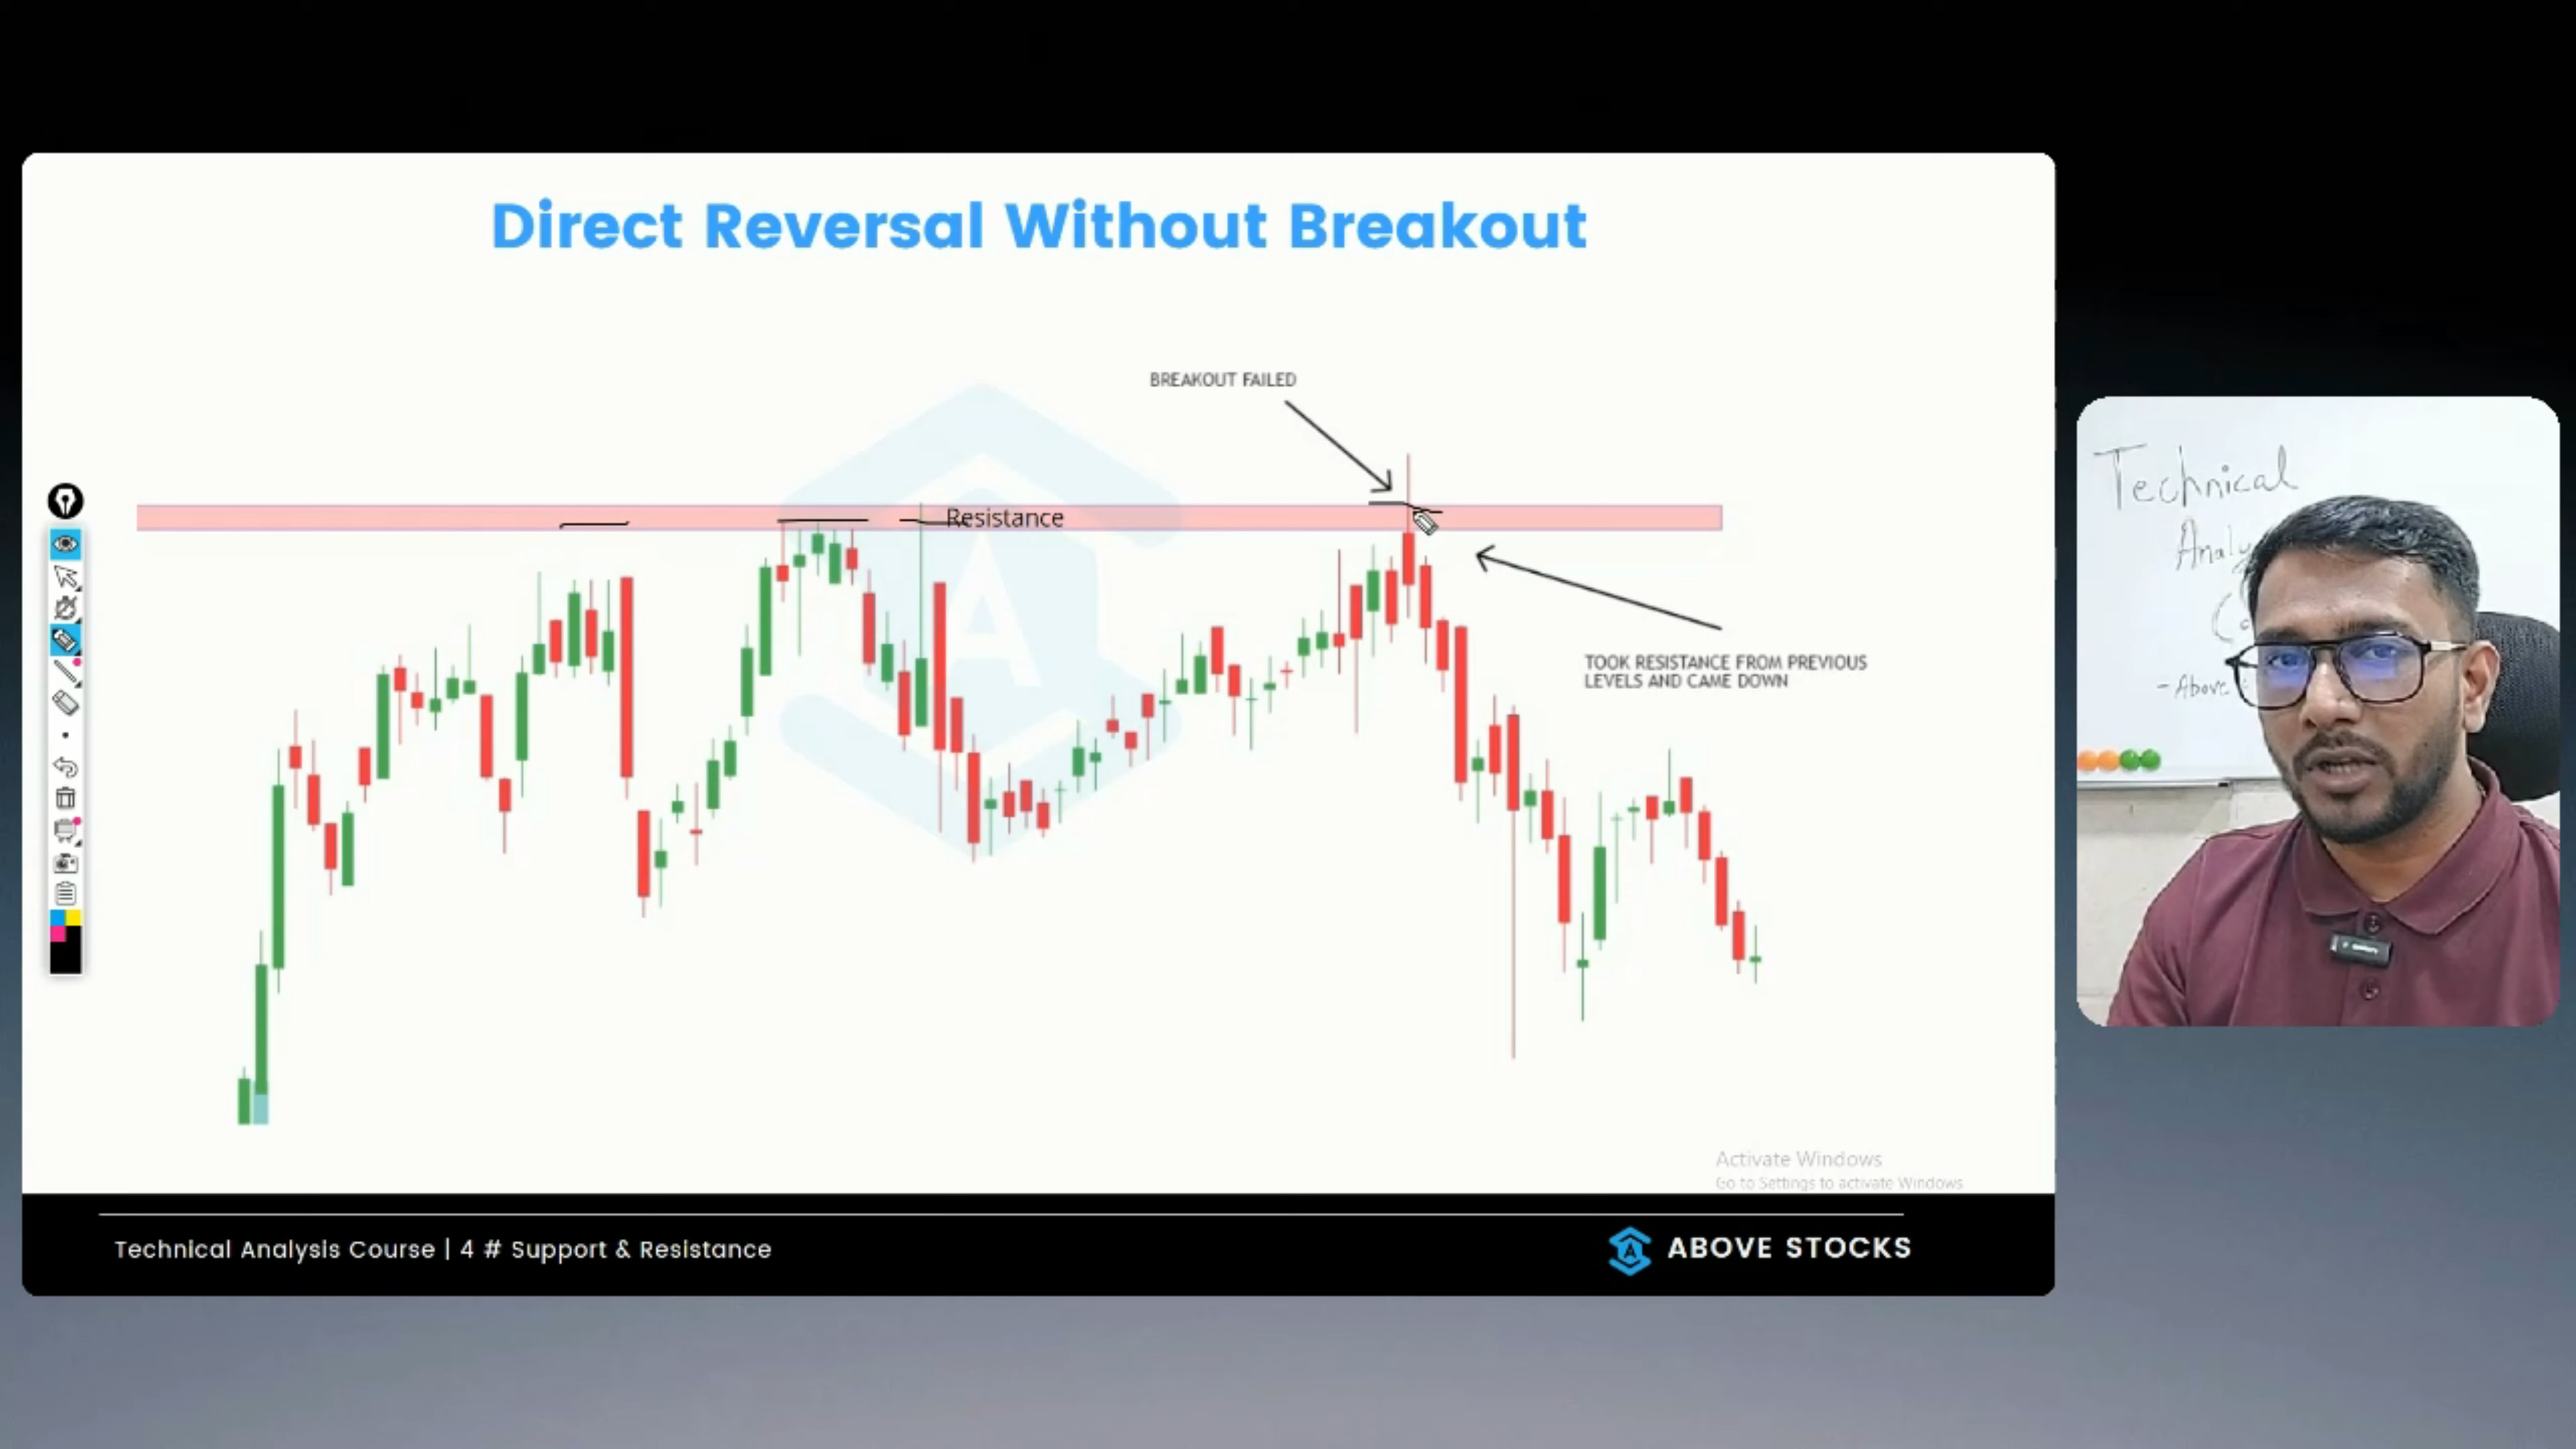 Direct Reversal Without Breakout
BREAKOUT FAILED
Resistance
TOOK RESISTANCE FROM PREVIOUS
LEVELS AND CAME DOWN
Technical
- Above
Activate Windows
Go to Settings to activate Windows
Technical Analysis Course | 4 # Support & Resistance
ABOVE STOCKS